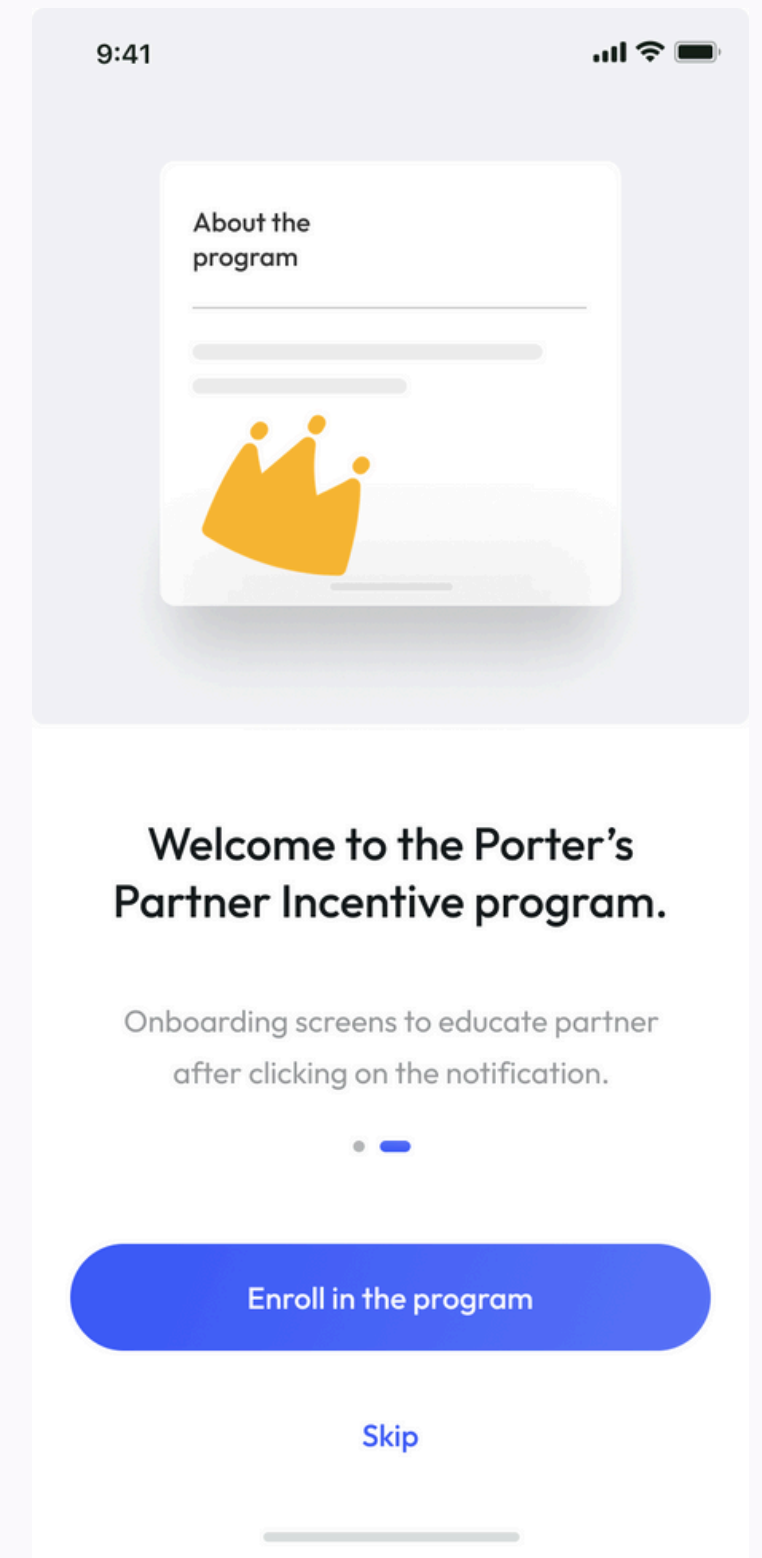 9:41
About the
program
Welcome to the Porter’s
Partner Incentive program.
Onboarding screens to educate partner
after clicking on the notification.
Enroll in the program
Skip